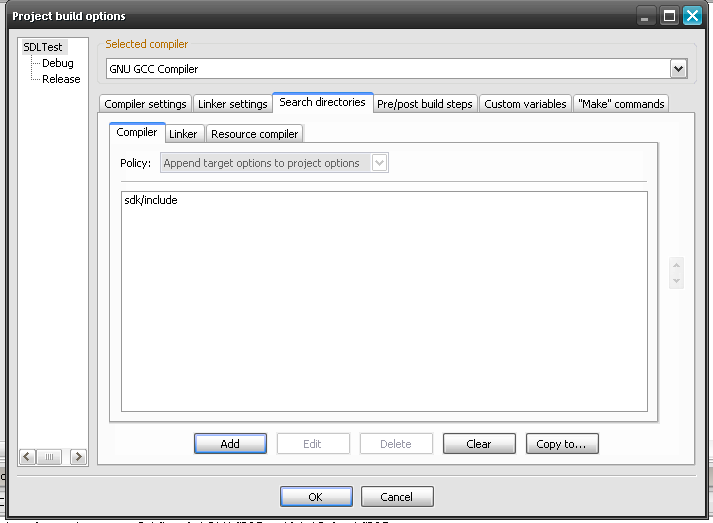 Project build options
SDLTest
Debug
Release
Selected compiler
GNU GCC Compiler
Compiler settings
Linker settings
Search directories
Pre/post build steps
Custom variables
"Make" commands
Compiler
Linker
Resource compiler
Policy:
Append target options to project options
sdk/include
Add
Edit
Delete
Clear
Copy to...
OK
Cancel